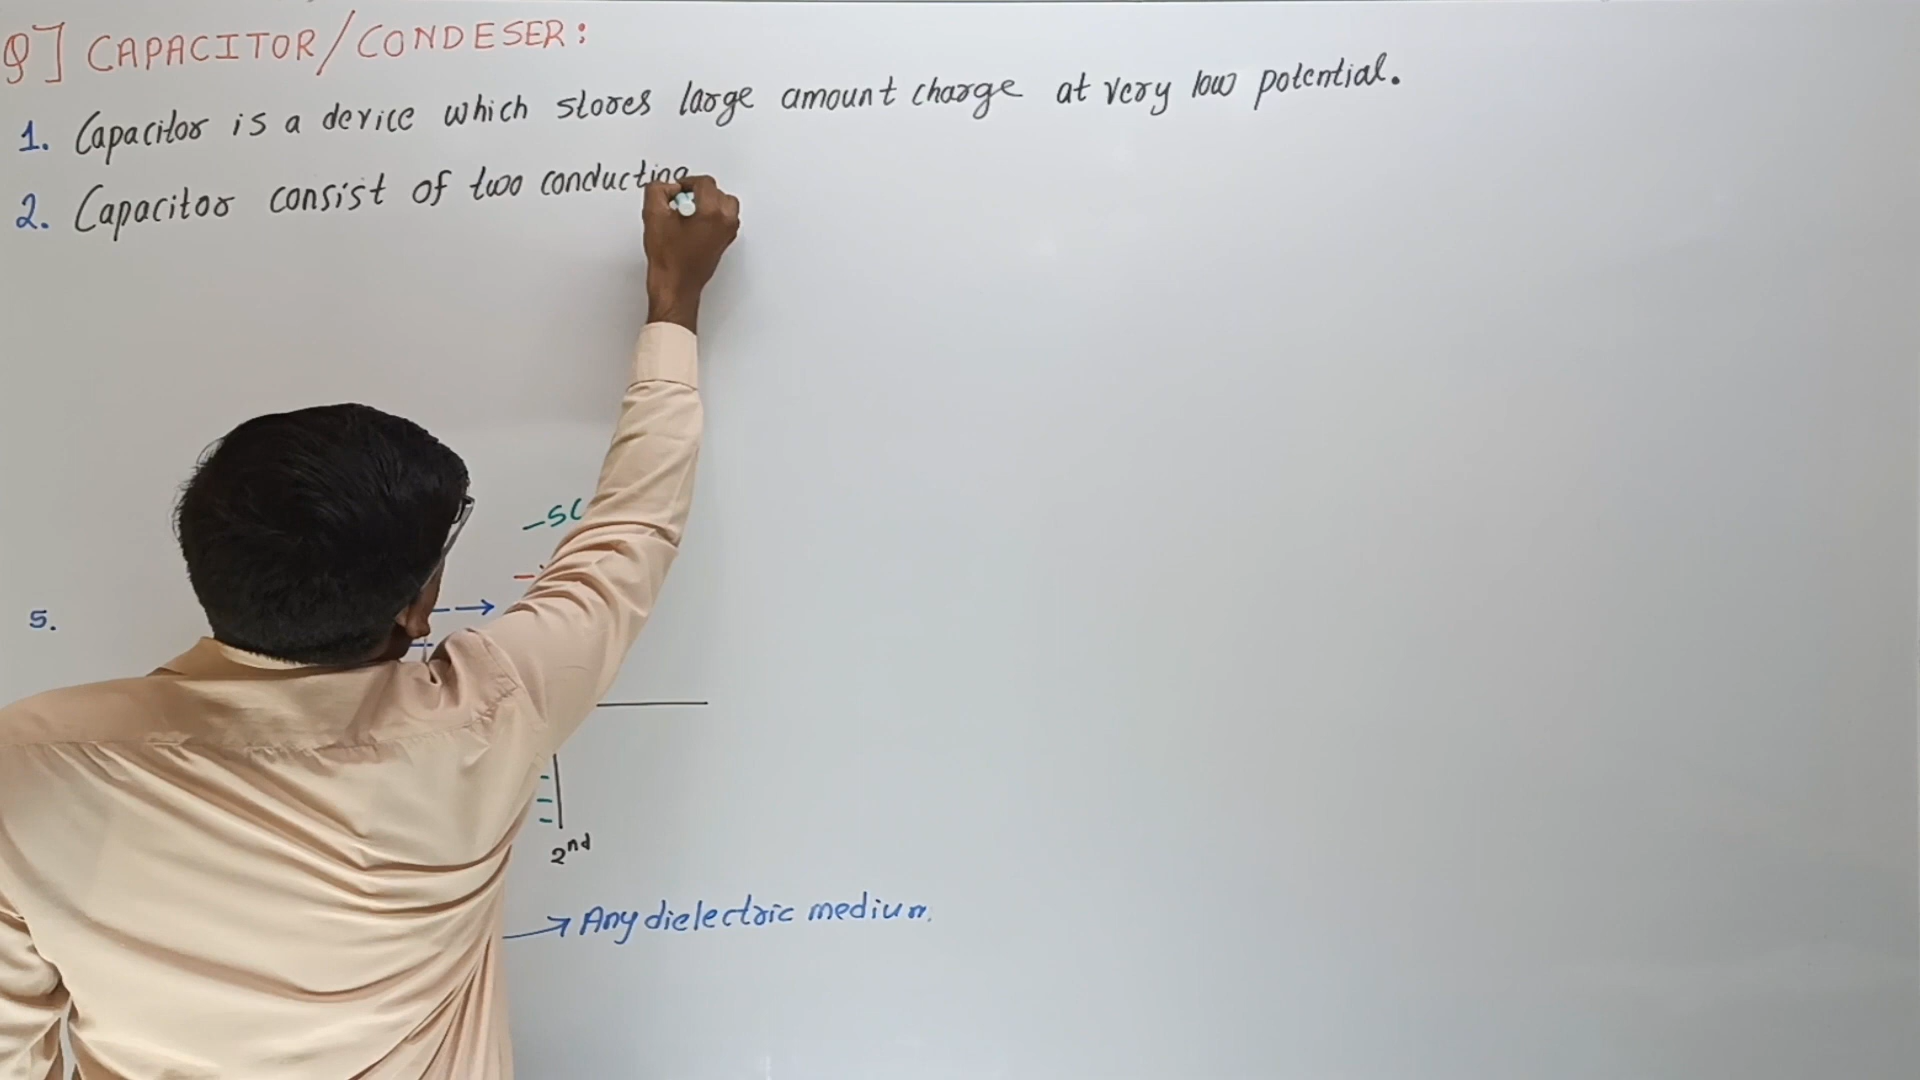 Q] CAPACITOR/CONDESER:
1. Capacitor is a device which stores large amount charge at very low potential.
2. Capacitor consist of two conducting
5.
2nd
→ Any dielectric medium.